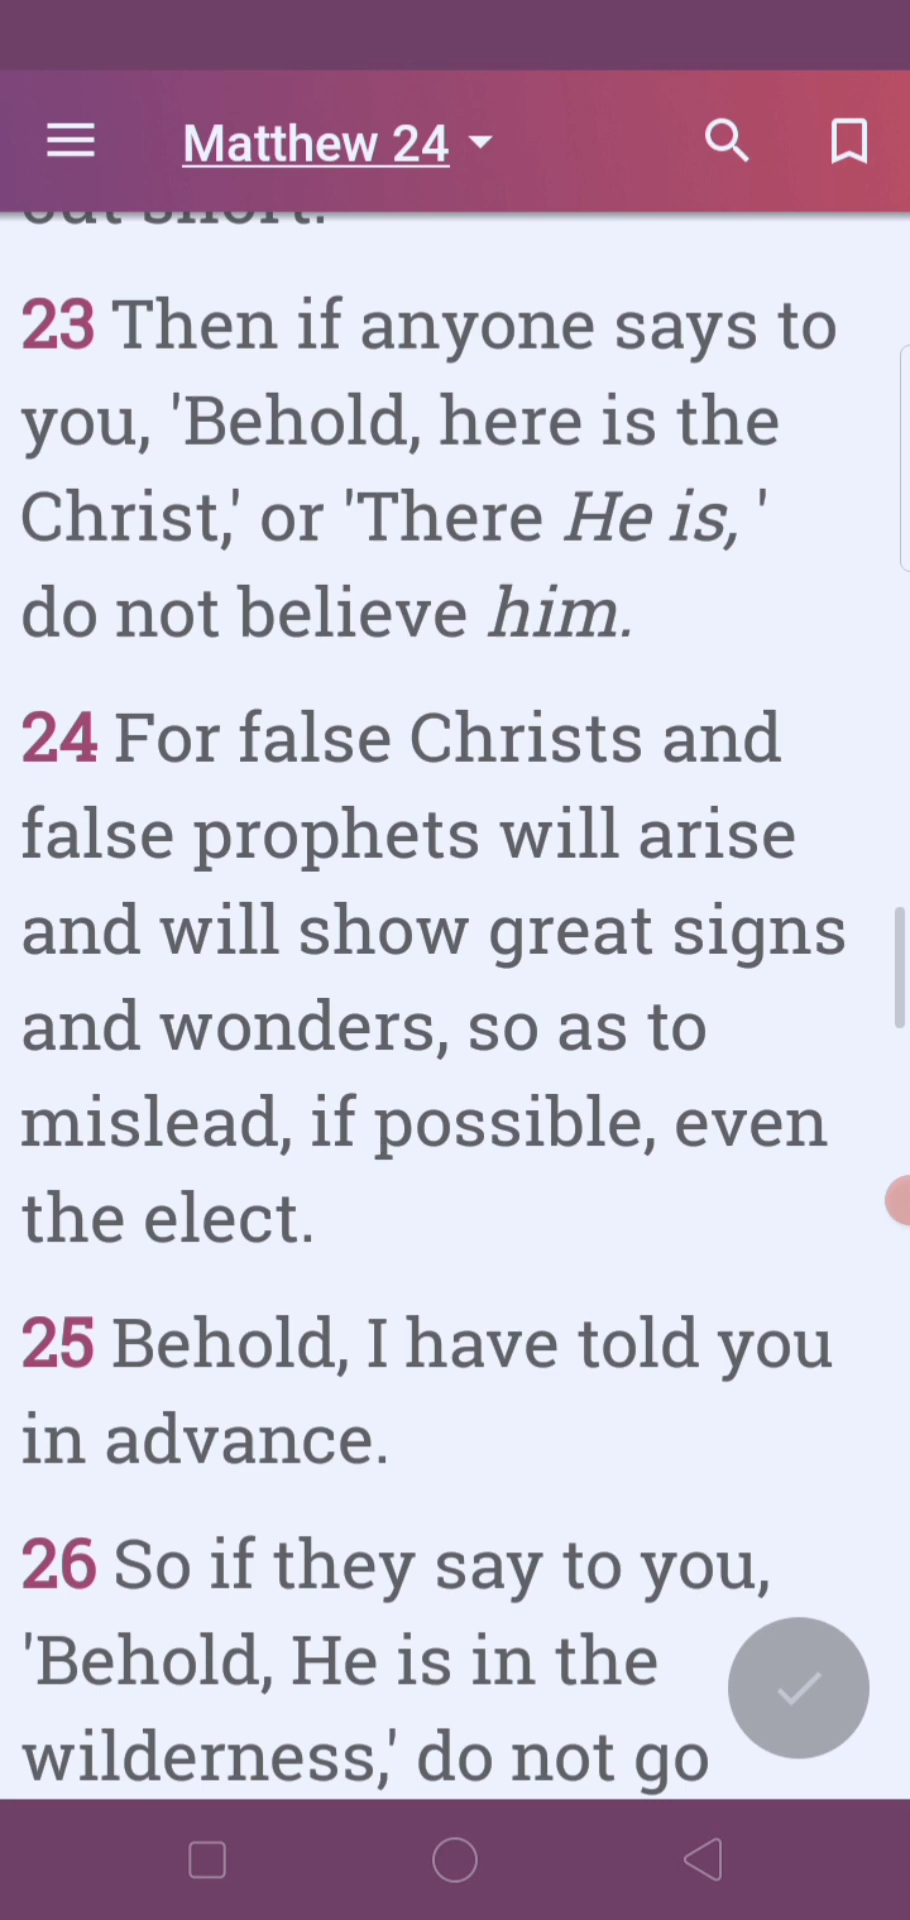 Matthew 24
23 Then if anyone says to
you, 'Behold, here is the
Christ,' or 'There He is, '
do not believe him.
24 For false Christs and
false prophets will arise
and will show great signs
and wonders, so as to
mislead, if possible, even
the elect.
25 Behold, I have told you
in advance.
26 So if they say to you,
'Behold, He is in the
wilderness,' do not go